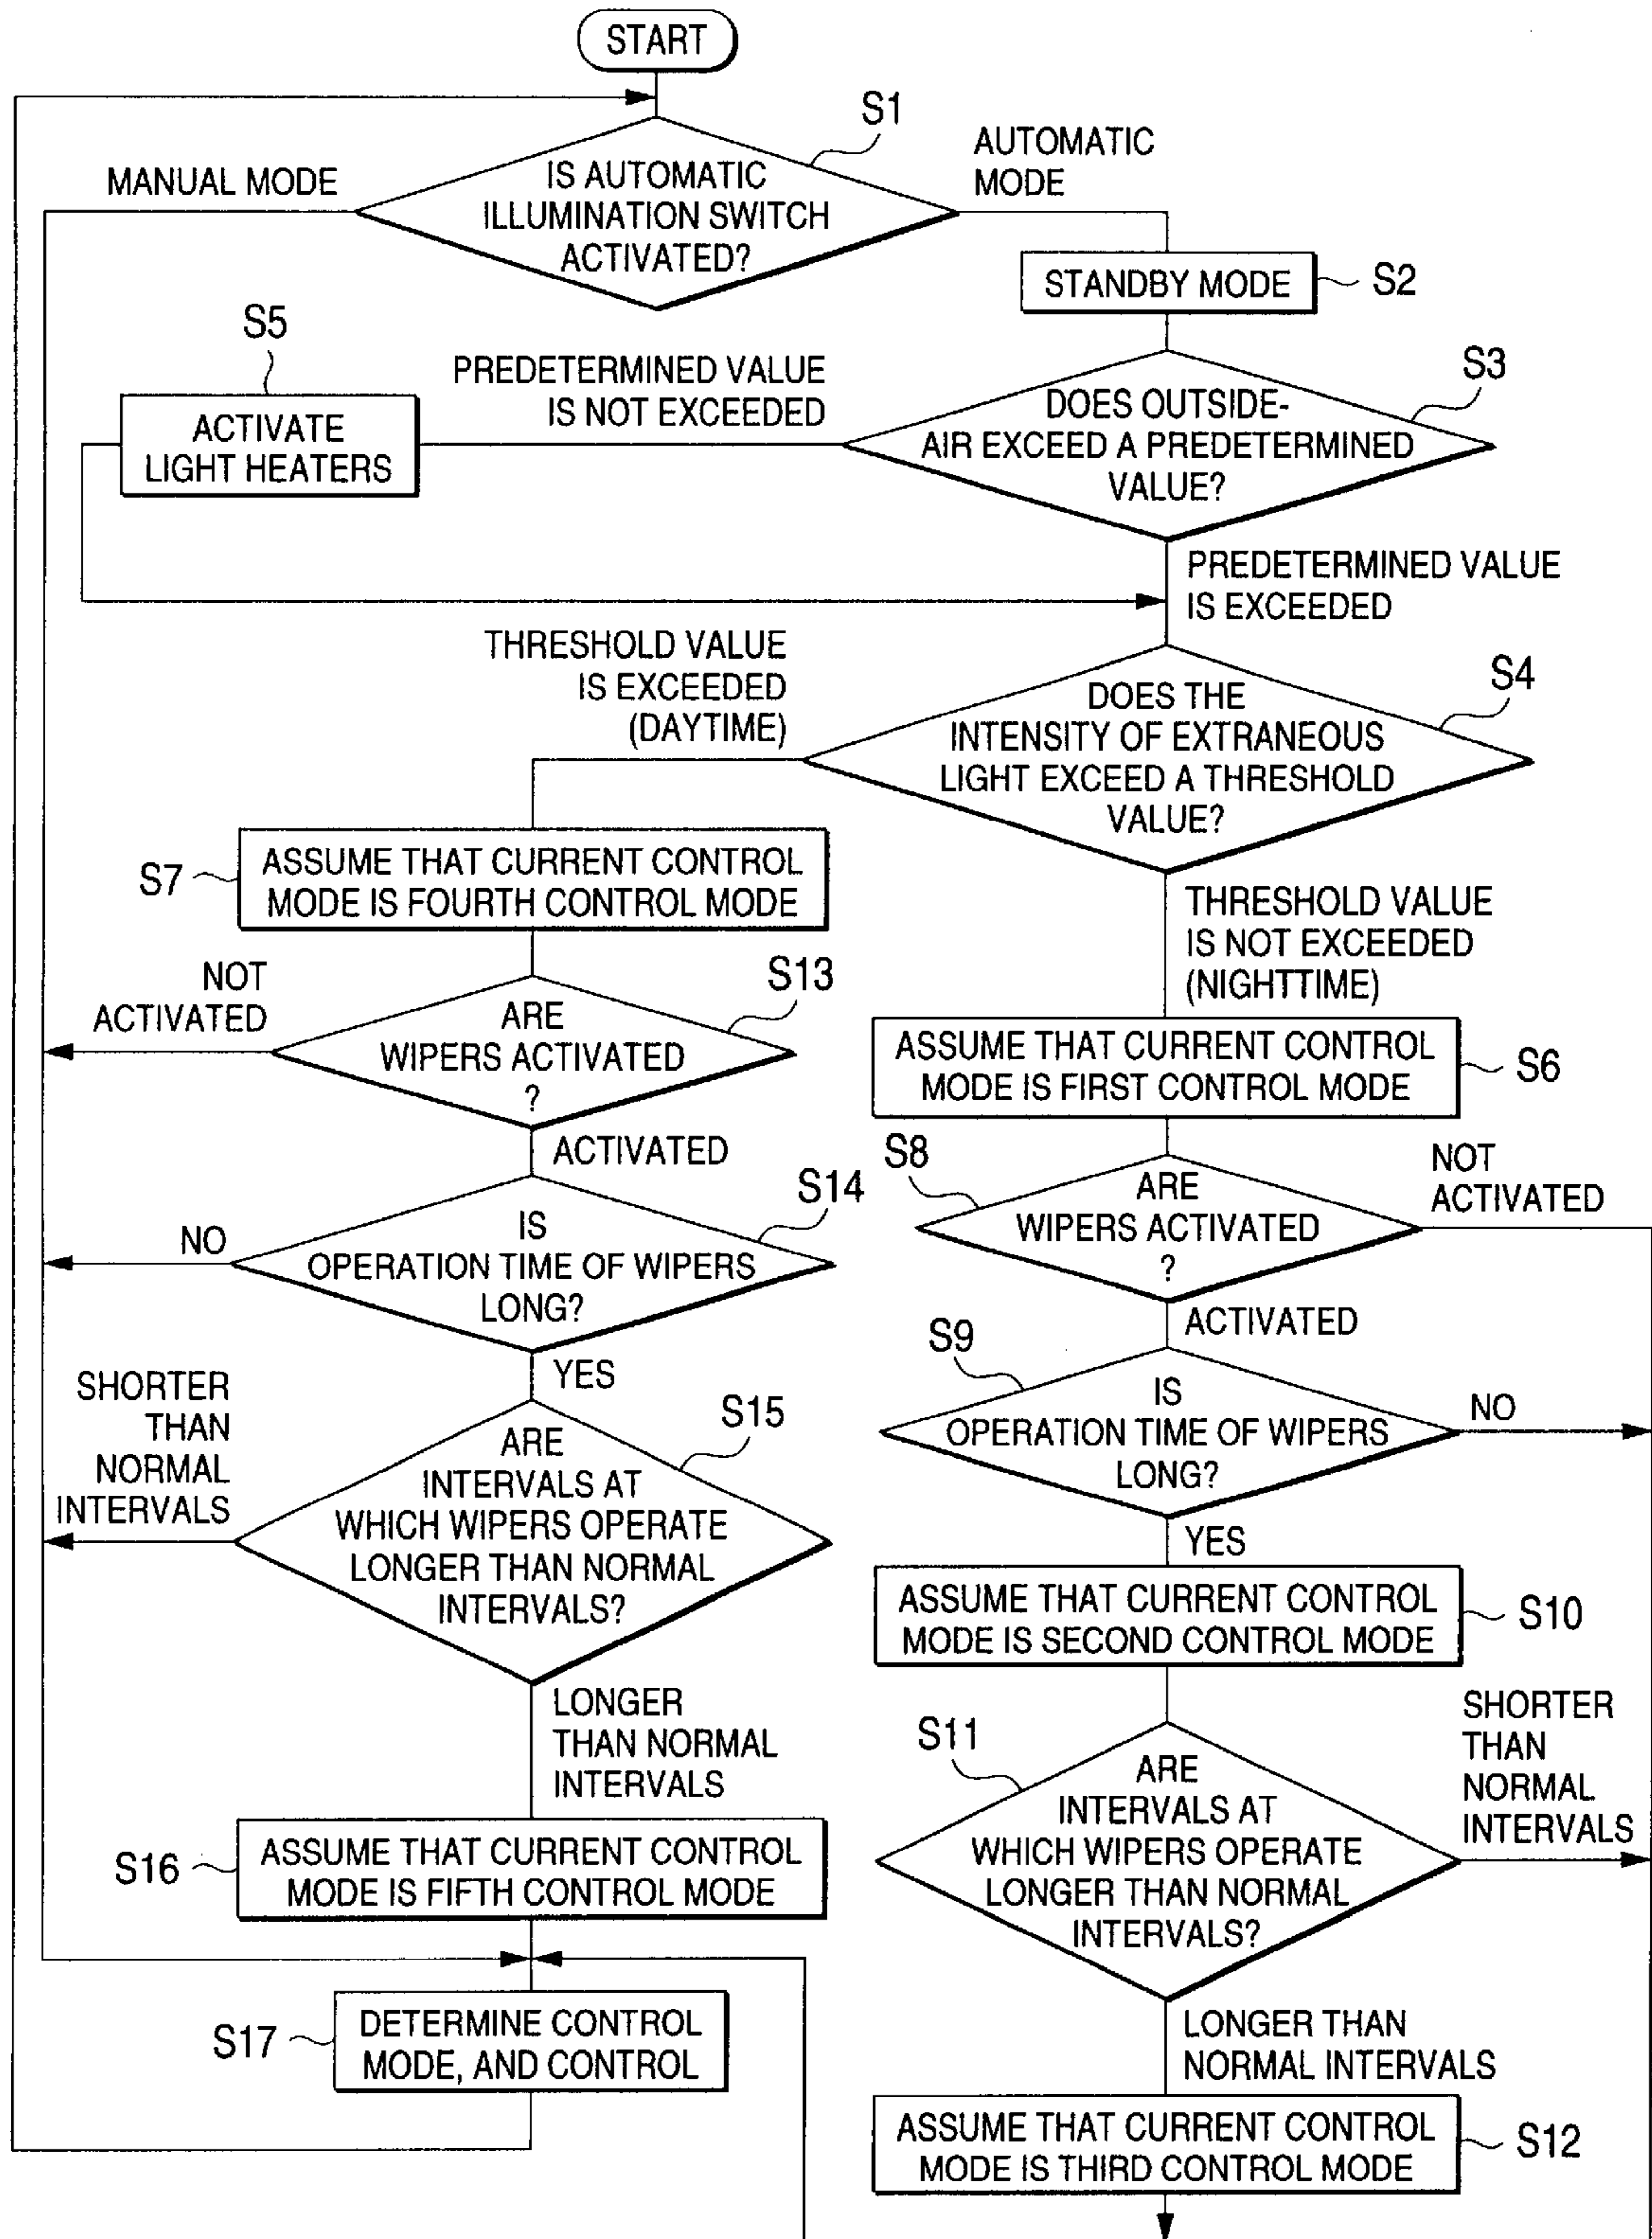 START
S1
MANUAL MODE
IS AUTOMATIC
ILLUMINATION SWITCH
ACTIVATED?
AUTOMATIC
MODE
STANDBY MODE
S2
S5
ACTIVATE
LIGHT HEATERS
PREDETERMINED VALUE
IS NOT EXCEEDED
S3
DOES OUTSIDE-
AIR EXCEED A PREDETERMINED
VALUE?
PREDETERMINED VALUE
IS EXCEEDED
THRESHOLD VALUE
IS EXCEEDED
(DAYTIME)
S4
DOES THE
INTENSITY OF EXTRANEOUS
LIGHT EXCEED A THRESHOLD
VALUE?
S7
ASSUME THAT CURRENT CONTROL
MODE IS FOURTH CONTROL MODE
THRESHOLD VALUE
IS NOT EXCEEDED
(NIGHTTIME)
NOT
ACTIVATED
S13
ARE
WIPERS ACTIVATED
?
ACTIVATED
ASSUME THAT CURRENT CONTROL
MODE IS FIRST CONTROL MODE
S6
S8
ARE
WIPERS ACTIVATED
?
NOT
ACTIVATED
ACTIVATED
S14
NO
IS
OPERATION TIME OF WIPERS
LONG?
YES
S9
IS
OPERATION TIME OF WIPERS
LONG?
NO
YES
SHORTER
THAN
NORMAL
INTERVALS
S15
ARE
INTERVALS AT
WHICH WIPERS OPERATE
LONGER THAN NORMAL
INTERVALS?
LONGER
THAN NORMAL
INTERVALS
ASSUME THAT CURRENT CONTROL
MODE IS SECOND CONTROL MODE
S10
S11
ARE
INTERVALS AT
WHICH WIPERS OPERATE
LONGER THAN NORMAL
INTERVALS?
SHORTER
THAN
NORMAL
INTERVALS
S16
ASSUME THAT CURRENT CONTROL
MODE IS FIFTH CONTROL MODE
S17
DETERMINE CONTROL
MODE, AND CONTROL
LONGER THAN
NORMAL INTERVALS
ASSUME THAT CURRENT CONTROL
MODE IS THIRD CONTROL MODE
S12